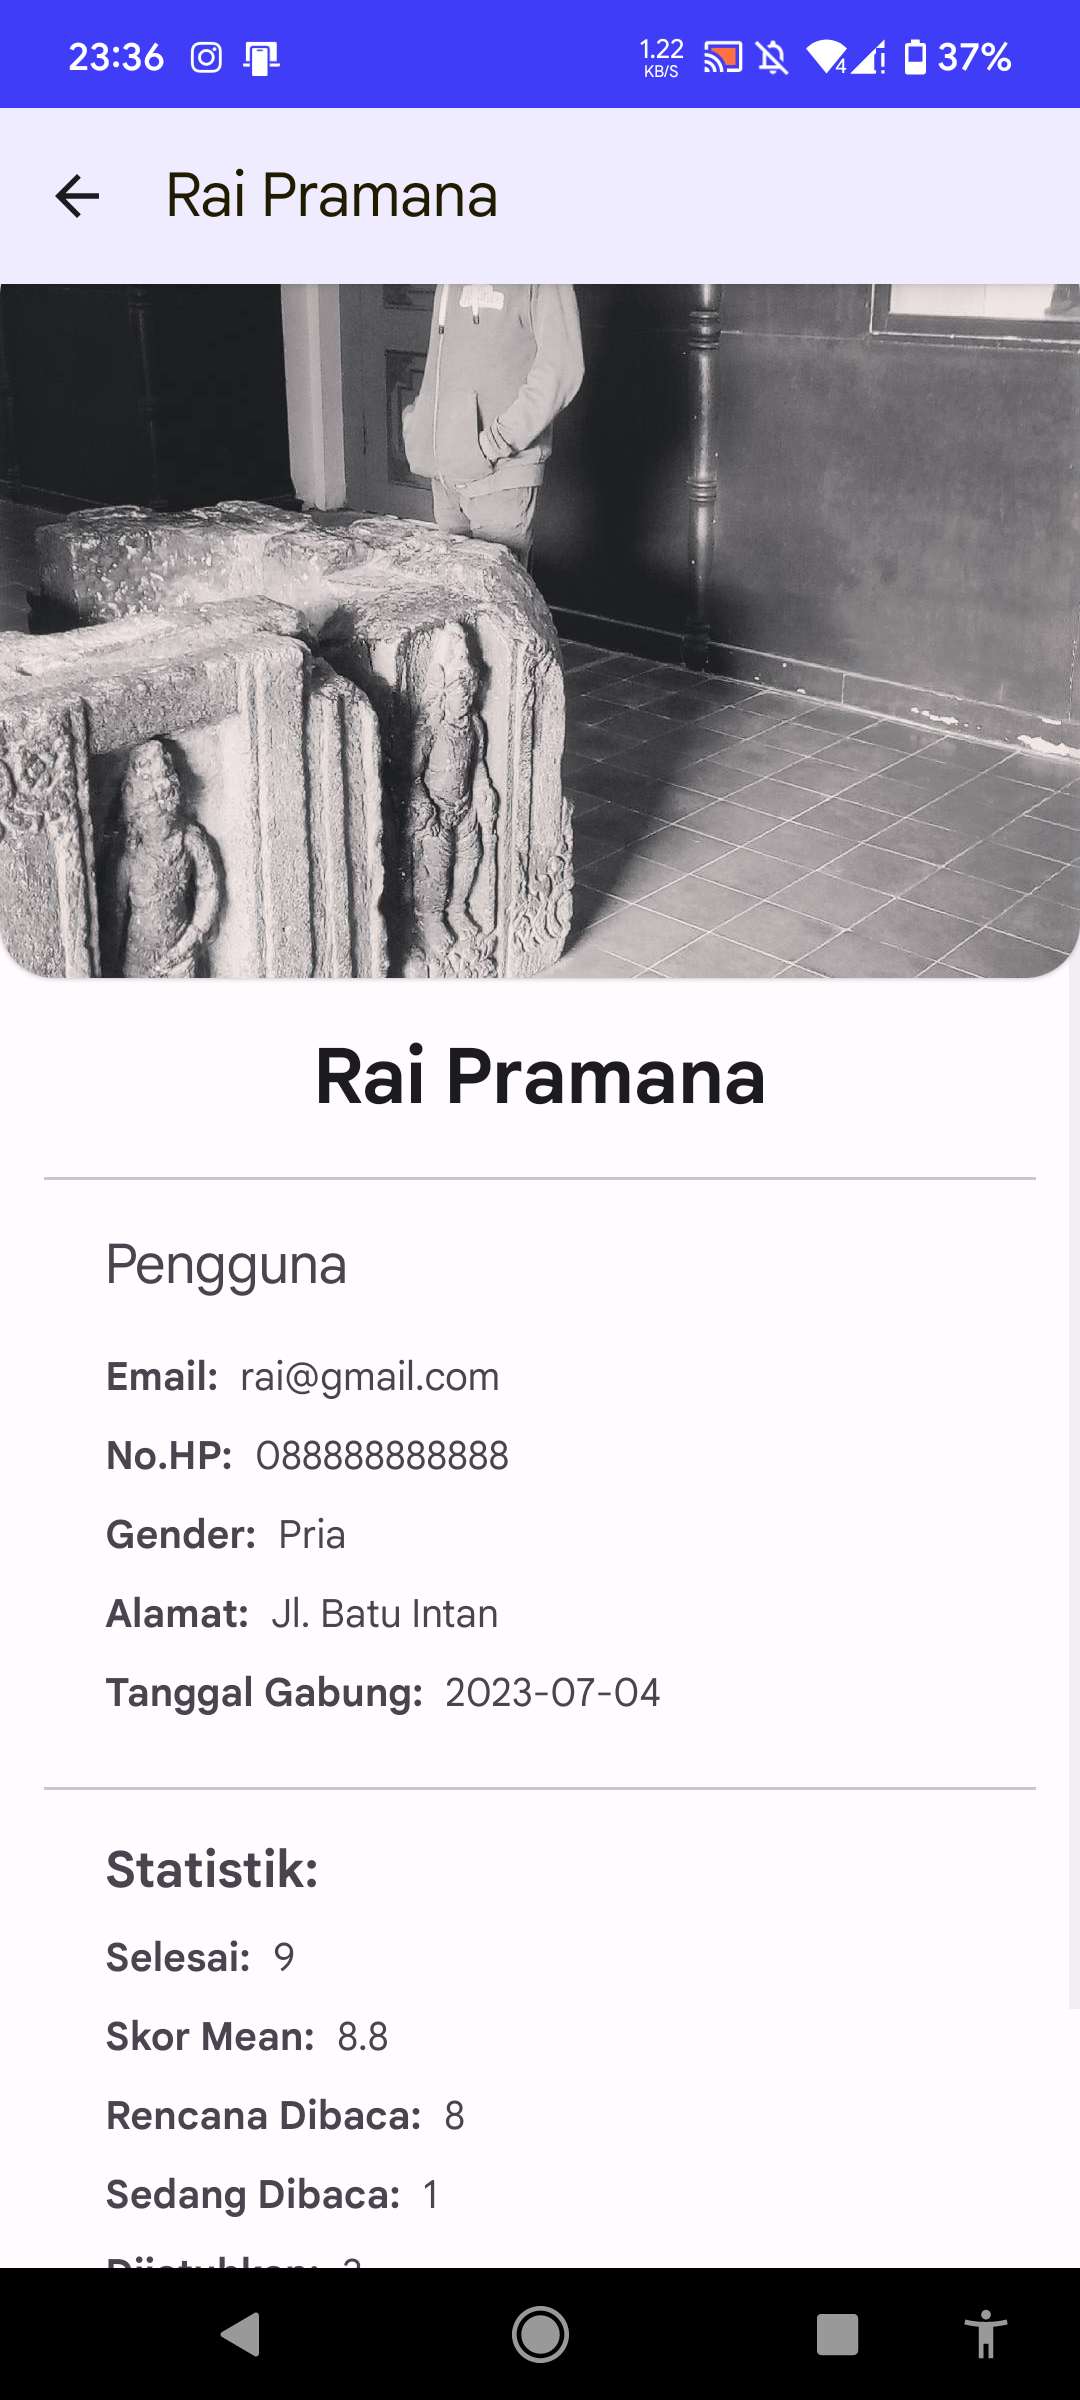 23:36
1.22
KB/S
4
37%
Rai Pramana
Rai Pramana
Pengguna
Email: rai@gmail.com
No.HP: 088888888888
Gender: Pria
Alamat: Jl. Batu Intan
Tanggal Gabung: 2023-07-04
Statistik:
Selesai: 9
Skor Mean: 8.8
Rencana Dibaca: 8
Sedang Dibaca: 1